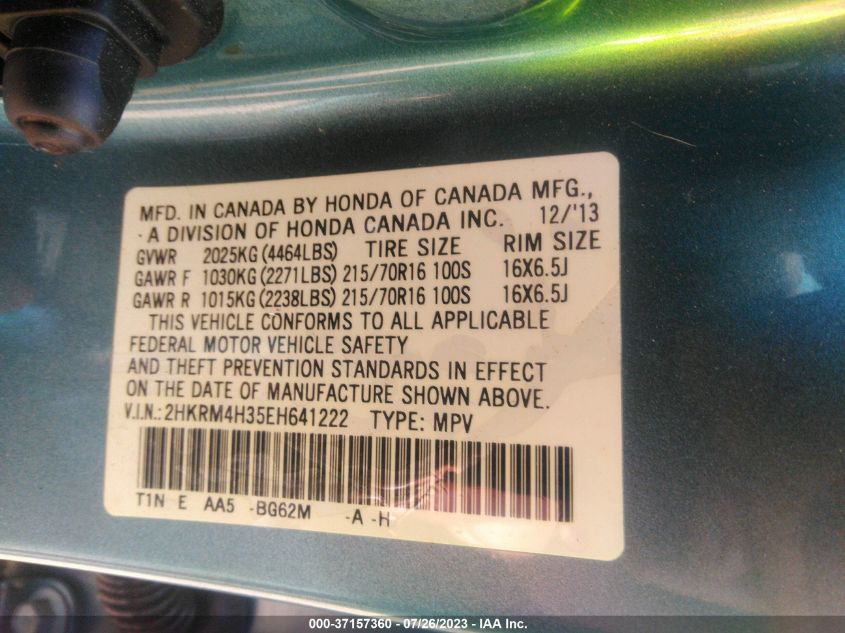 MFD. IN CANADA BY HONDA OF CANADA MFG.,
- A DIVISION OF HONDA CANADA INC. 12/'13
GVWR 2025KG (4464LBS) TIRE SIZE RIM SIZE
GAWR F 1030KG (2271LBS) 215/70R16 100S 16X6.5J
GAWR R 1015KG (2238LBS) 215/70R16 100S 16X6.5J
THIS VEHICLE CONFORMS TO ALL APPLICABLE
FEDERAL MOTOR VEHICLE SAFETY
AND THEFT PREVENTION STANDARDS IN EFFECT
ON THE DATE OF MANUFACTURE SHOWN ABOVE.
V.I.N.: 2HKRM4H35EH641222 TYPE: MPV
T1N E AA5 -BG62M -A -H
000-37157360 - 07/26/2023 - IAA Inc.